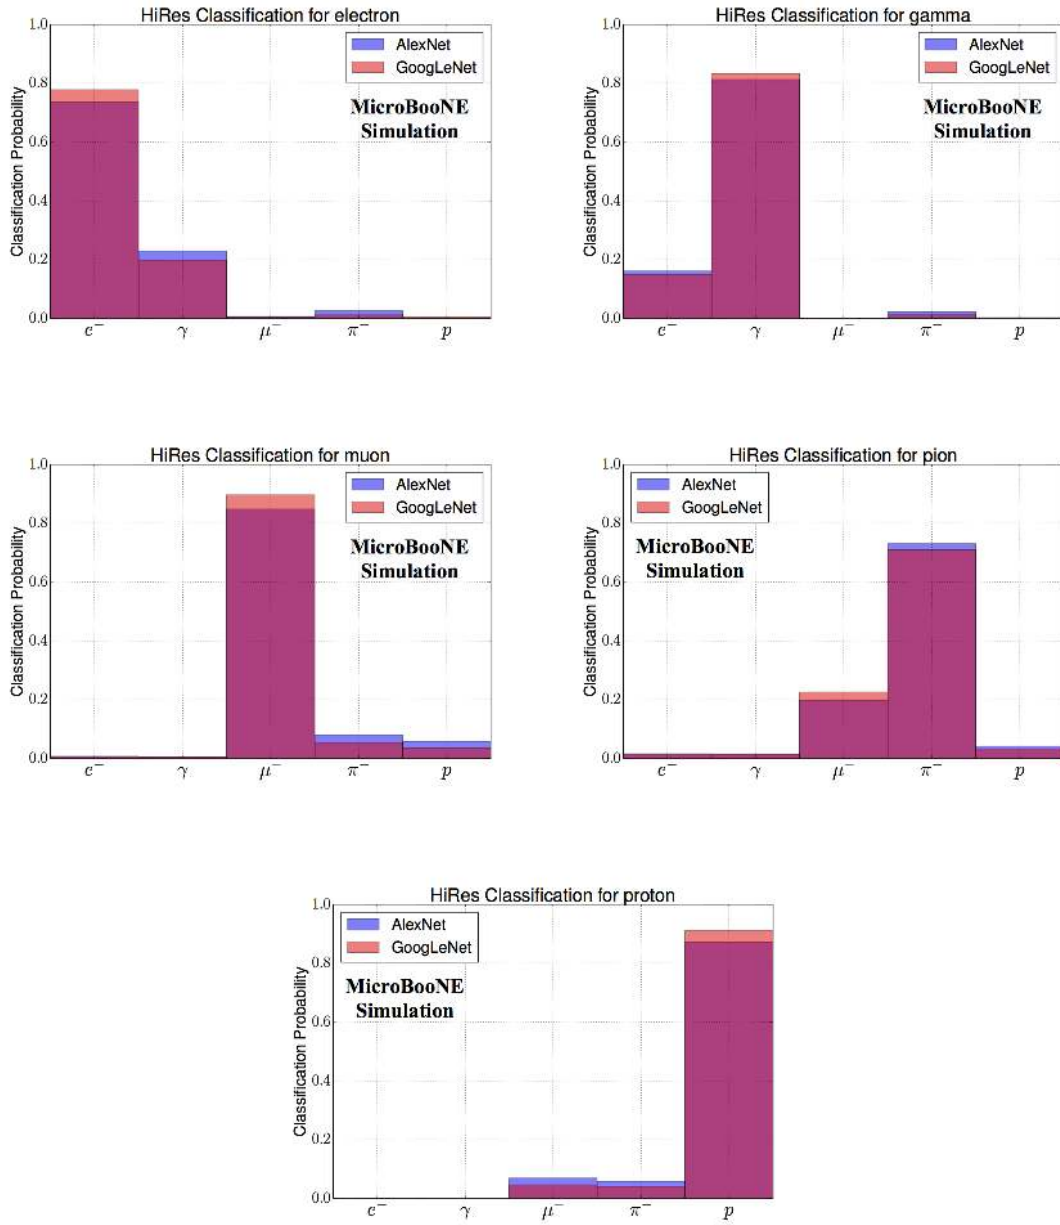 HiRes Classification for electron
Classification Probability
1.0
0.8
0.6
0.4
0.2
0.0
AlexNet
GoogLeNet
MicroBooNE
Simulation
e⁻ γ μ⁻ π⁻ p
HiRes Classification for gamma
Classification Probability
1.0
0.8
0.6
0.4
0.2
0.0
AlexNet
GoogLeNet
MicroBooNE
Simulation
e⁻ γ μ⁻ π⁻ p
HiRes Classification for muon
Classification Probability
1.0
0.8
0.6
0.4
0.2
0.0
AlexNet
GoogLeNet
MicroBooNE
Simulation
e⁻ γ μ⁻ π⁻ p
HiRes Classification for pion
Classification Probability
1.0
0.8
0.6
0.4
0.2
0.0
AlexNet
GoogLeNet
MicroBooNE
Simulation
e⁻ γ μ⁻ π⁻ p
HiRes Classification for proton
Classification Probability
1.0
0.8
0.6
0.4
0.2
0.0
AlexNet
GoogLeNet
MicroBooNE
Simulation
e⁻ γ μ⁻ π⁻ p